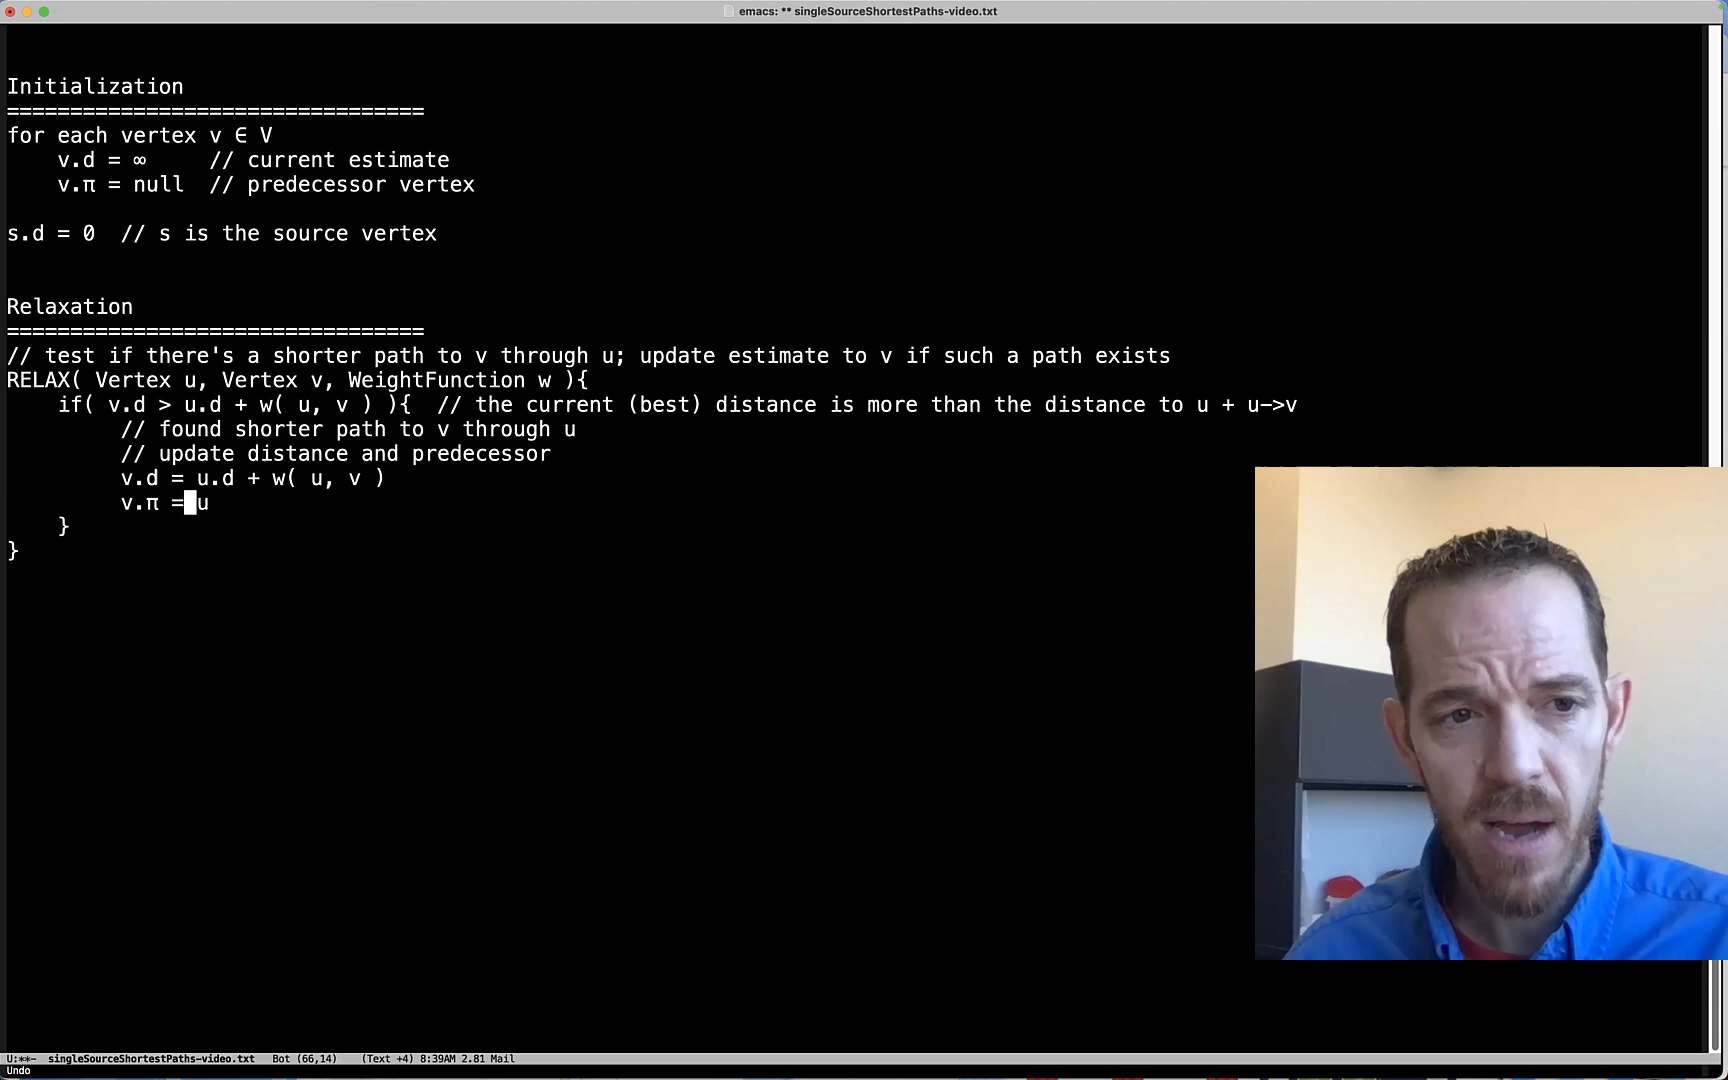 emacs: ** singleSourceShortestPaths-video.txt
Initialization
=================================
for each vertex v ∈ V
    v.d = ∞     // current estimate
    v.π = null  // predecessor vertex
s.d = 0  // s is the source vertex
Relaxation
=================================
// test if there's a shorter path to v through u; update estimate to v if such a path exists
RELAX( Vertex u, Vertex v, WeightFunction w ){
    if( v.d > u.d + w( u, v ) ){  // the current (best) distance is more than the distance to u + u->v
         // found shorter path to v through u
         // update distance and predecessor
         v.d = u.d + w( u, v )
         v.π = u
    }
}
U:**-  singleSourceShortestPaths-video.txt   Bot (66,14)    (Text +4) 8:39AM 2.81 Mail
Undo